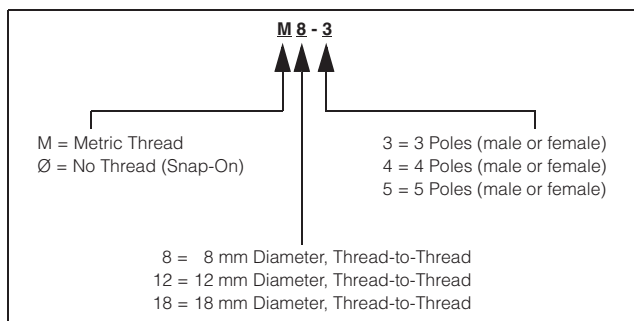 M 8 - 3
M = Metric Thread
Ø = No Thread (Snap-On)
3 = 3 Poles (male or female)
4 = 4 Poles (male or female)
5 = 5 Poles (male or female)
8 = 8 mm Diameter, Thread-to-Thread
12 = 12 mm Diameter, Thread-to-Thread
18 = 18 mm Diameter, Thread-to-Thread